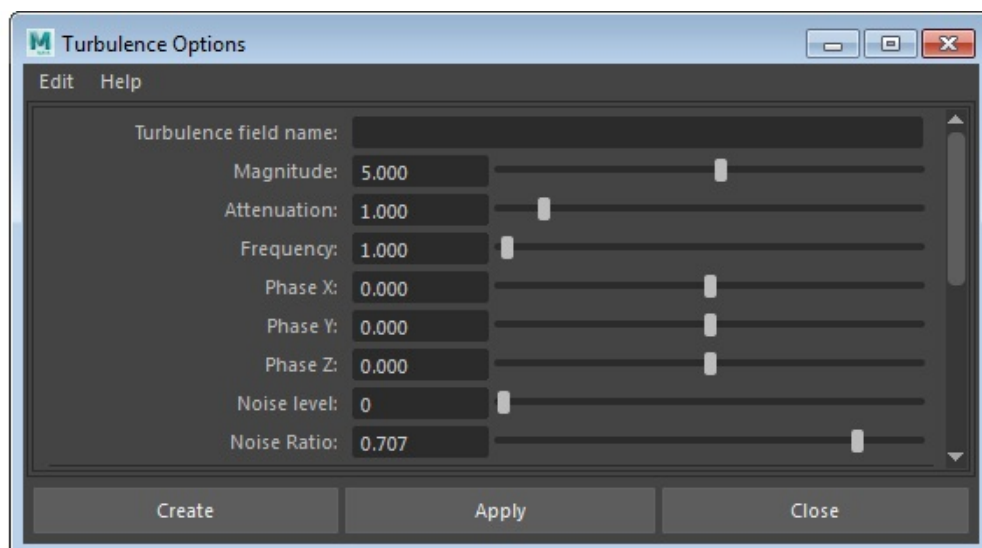 Turbulence Options
Edit Help
Turbulence field name:
Magnitude: 5.000
Attenuation: 1.000
Frequency: 1.000
Phase X: 0.000
Phase Y: 0.000
Phase Z: 0.000
Noise level: 0
Noise Ratio: 0.707
Create Apply Close